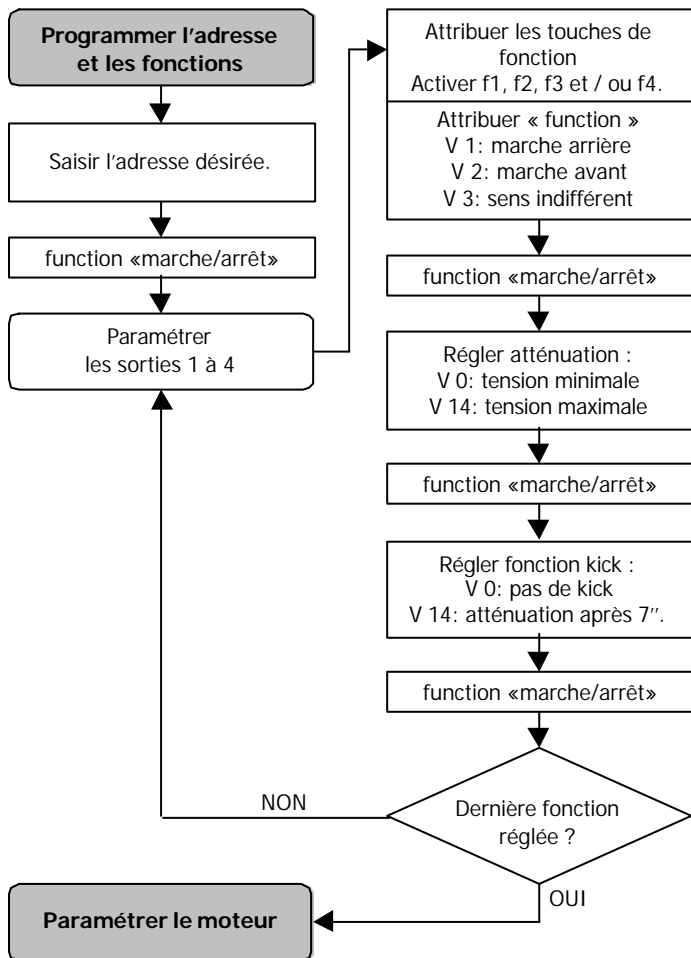 Programmer l'adresse
et les fonctions
Saisir l'adresse désirée.
function «marche/arrêt»
Paramétrer
les sorties 1 à 4
Attribuer les touches de
fonction
Activer f1, f2, f3 et / ou f4.
Attribuer « function »
V 1: marche arrière
V 2: marche avant
V 3: sens indifférent
function «marche/arrêt»
Régler atténuation :
V 0: tension minimale
V 14: tension maximale
function «marche/arrêt»
Régler fonction kick :
V 0: pas de kick
V 14: atténuation après 7’’.
function «marche/arrêt»
Dernière fonction
réglée ?
NON
OUI
Paramétrer le moteur